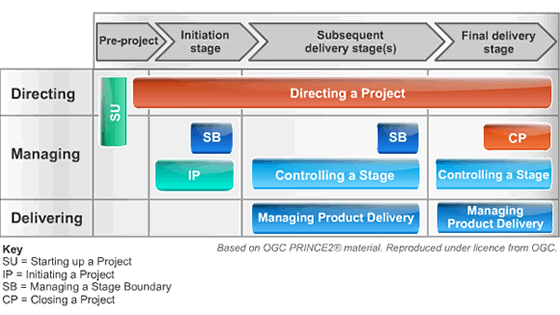 Pre-project
Initiation
stage
Subsequent
delivery stage(s)
Final delivery
stage
Directing
SU
Directing a Project
Managing
SB
SB
CP
IP
Controlling a Stage
Controlling a Stage
Delivering
Managing Product Delivery
Managing
Product Delivery
Based on OGC PRINCE2® material. Reproduced under licence from OGC.
Key
SU = Starting up a Project
IP = Initiating a Project
SB = Managing a Stage Boundary
CP = Closing a Project